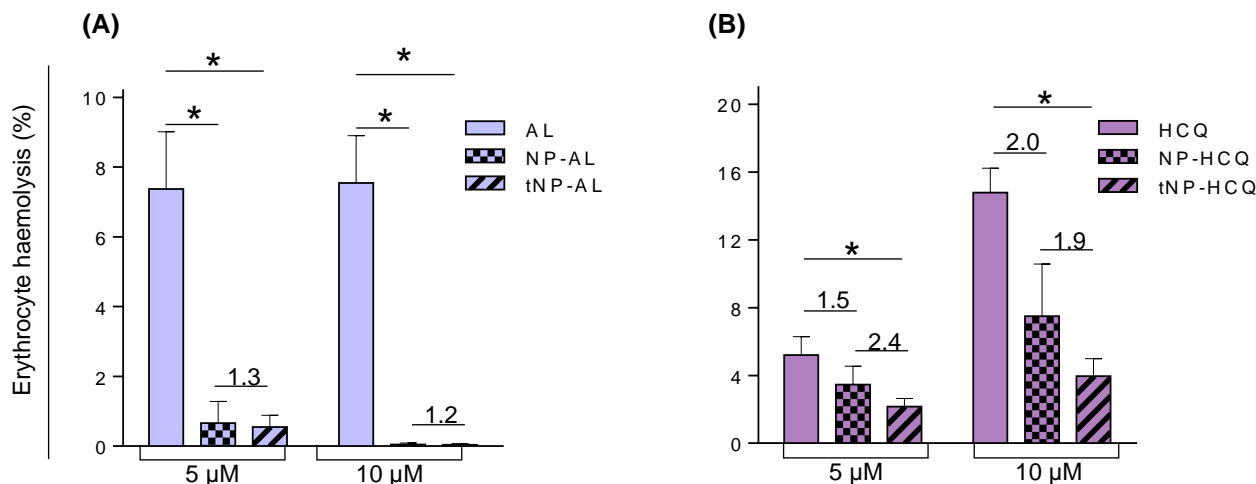 (A)
(B)
Erythrocyte haemolysis (%)
10
8
6
4
2
0
*
*
*
*
1.3
1.2
5 µM
10 µM
AL
NP-AL
tNP-AL
20
16
12
8
4
0
*
*
1.5
2.4
2.0
1.9
5 µM
10 µM
HCQ
NP-HCQ
tNP-HCQ